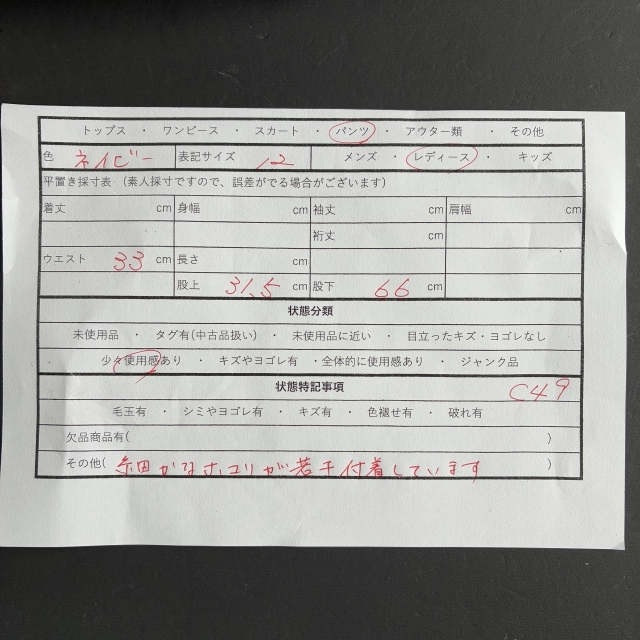 トップス ・ ワンピース ・ スカート ・ パンツ ・ アウター類 ・ その他
色 ネイビー 表記サイズ 12 メンズ ・ レディース ・ キッズ
平置き採寸表 (素人採寸ですので、誤差がでる場合がございます)
着丈 cm 身幅 cm 袖丈 cm 肩幅 cm
裄丈 cm
ウエスト 33 cm 長さ cm
股上 31.5 cm 股下 66 cm
状態分類
未使用品 ・ タグ有(中古品扱い) ・ 未使用品に近い ・ 目立ったキズ・ヨゴレなし
少々使用感あり ・ キズやヨゴレ有 ・全体的に使用感あり ・ ジャンク品
状態特記事項 C49
毛玉有 ・ シミやヨゴレ有 ・ キズ有 ・ 色褪せ有 ・ 破れ有
欠品商品有( )
その他( 細かなホコリが若干付着しています )